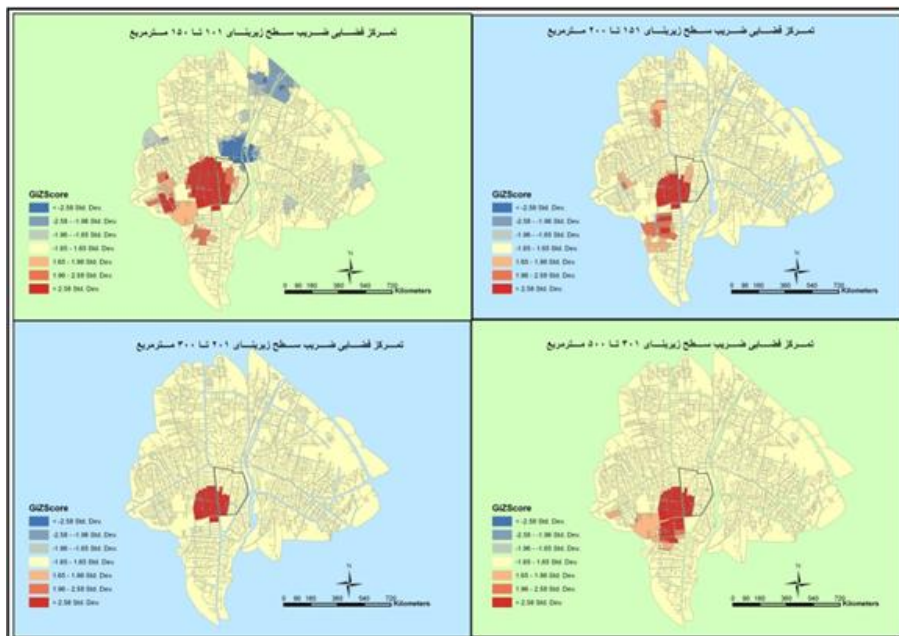 تمرکز فضایی ضریب سطح زیربنای ۱۰۱ تا ۱۵۰ مترمربع
GiZScore
< -2.58 Std. Dev.
-2.58 - -1.96 Std. Dev.
-1.96 - -1.65 Std. Dev.
-1.65 - 1.65 Std. Dev.
1.65 - 1.96 Std. Dev.
1.96 - 2.58 Std. Dev.
> 2.58 Std. Dev.
N
0 90 180 360 540 720
Kilometers
تمرکز فضایی ضریب سطح زیربنای ۱۵۱ تا ۲۰۰ مترمربع
GiZScore
< -2.58 Std. Dev.
-2.58 - -1.96 Std. Dev.
-1.96 - -1.65 Std. Dev.
-1.65 - 1.65 Std. Dev.
1.65 - 1.96 Std. Dev.
1.96 - 2.58 Std. Dev.
> 2.58 Std. Dev.
N
0 90 180 360 540 720
Kilometers
تمرکز فضایی ضریب سطح زیربنای ۲۰۱ تا ۳۰۰ مترمربع
GiZScore
< -2.58 Std. Dev.
-2.58 - -1.96 Std. Dev.
-1.96 - -1.65 Std. Dev.
-1.65 - 1.65 Std. Dev.
1.65 - 1.96 Std. Dev.
1.96 - 2.58 Std. Dev.
> 2.58 Std. Dev.
N
0 90 180 360 540 720
Kilometers
تمرکز فضایی ضریب سطح زیربنای ۳۰۱ تا ۵۰۰ مترمربع
GiZScore
< -2.58 Std. Dev.
-2.58 - -1.96 Std. Dev.
-1.96 - -1.65 Std. Dev.
-1.65 - 1.65 Std. Dev.
1.65 - 1.96 Std. Dev.
1.96 - 2.58 Std. Dev.
> 2.58 Std. Dev.
N
0 90 180 360 540 720
Kilometers